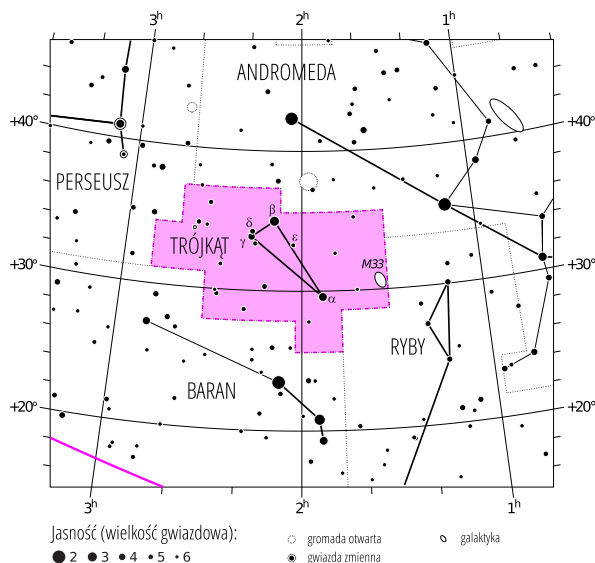 3ʰ 2ʰ 1ʰ
ANDROMEDA
+40° +40°
PERSEUSZ
β
δ
TRÓJKĄT γ ε
+30° M33 +30°
α
RYBY
BARAN
+20° +20°
3ʰ 2ʰ 1ʰ
Jasność (wielkość gwiazdowa):
2 3 4 5 6
gromada otwarta
gwiazda zmienna
galaktyka